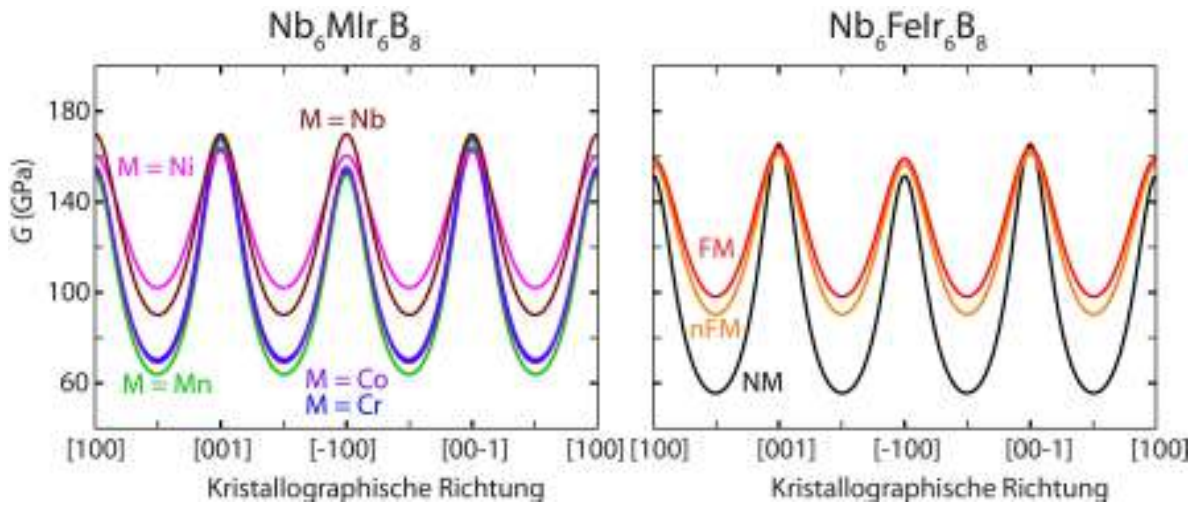 Nb₆MIr₆B₈
Nb₆FeIr₆B₈
G (GPa)
180
140
100
60
M = Nb
M = Ni
M = Mn
M = Co
M = Cr
FM
nFM
NM
[100] [001] [-100] [00-1] [100]
[100] [001] [-100] [00-1] [100]
Kristallographische Richtung
Kristallographische Richtung